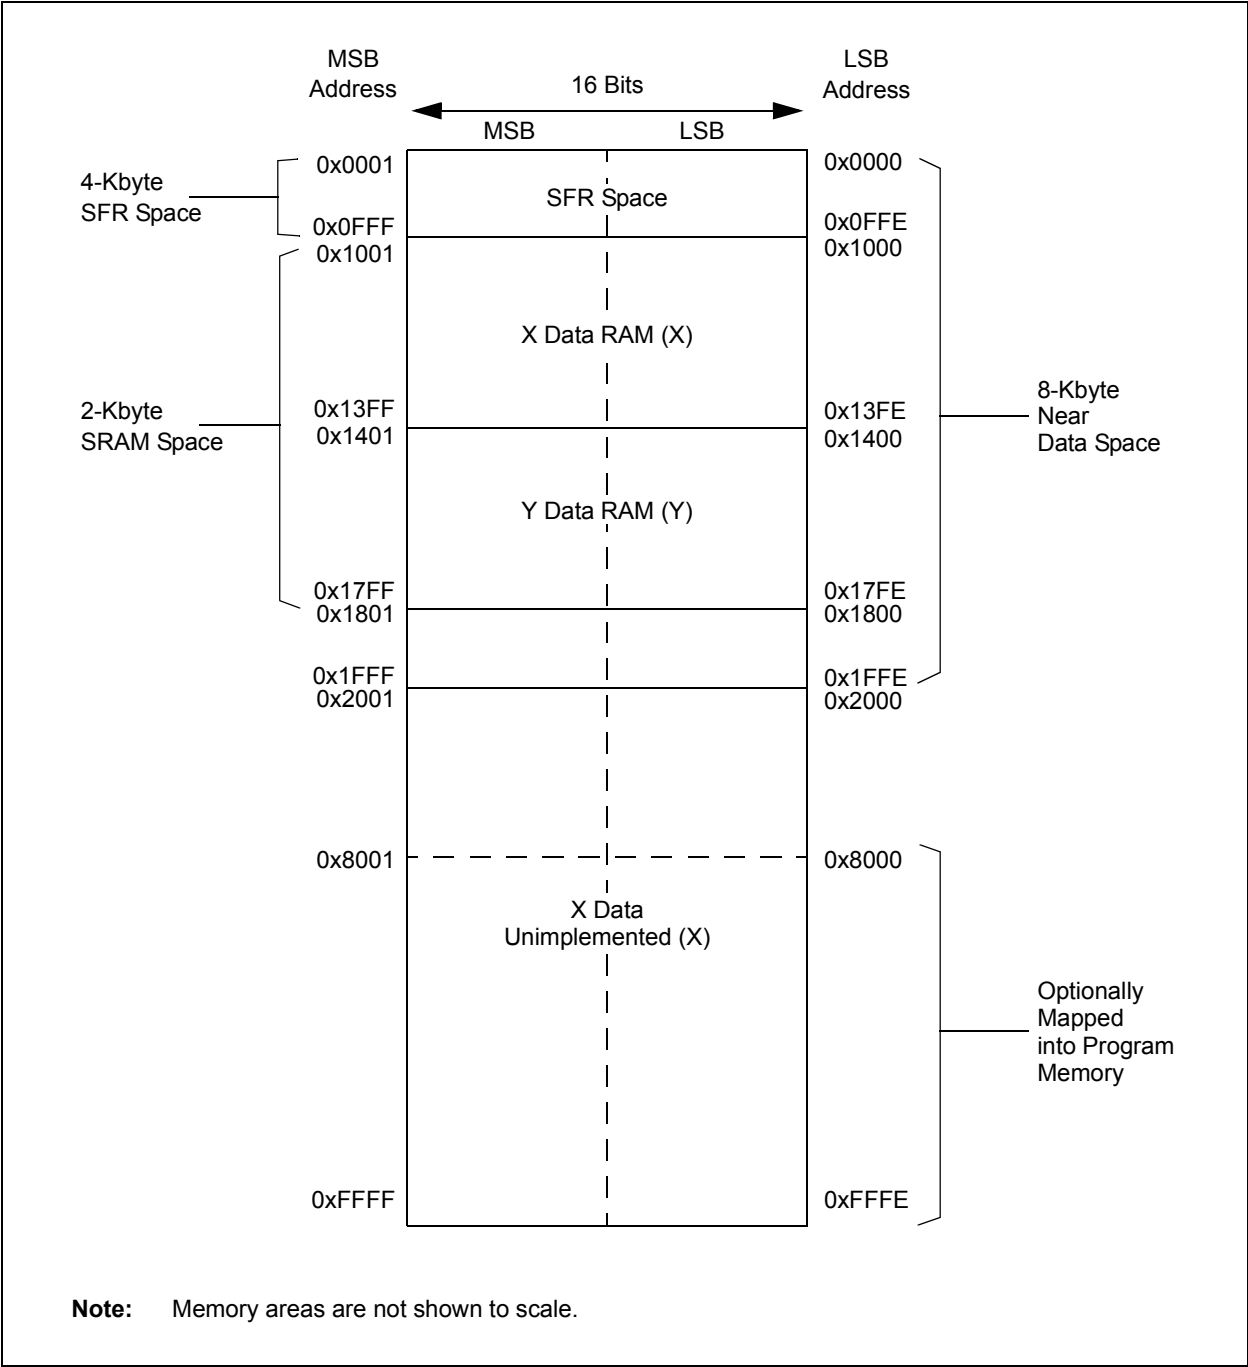 MSB
Address
LSB
Address
16 Bits
MSB
LSB
4-Kbyte
SFR Space
0x0001
0x0FFF
0x1001
SFR Space
0x0000
0x0FFE
0x1000
X Data RAM (X)
2-Kbyte
SRAM Space
0x13FF
0x1401
0x13FE
0x1400
8-Kbyte
Near
Data Space
Y Data RAM (Y)
0x17FF
0x1801
0x17FE
0x1800
0x1FFF
0x2001
0x1FFE
0x2000
0x8001
0x8000
X Data
Unimplemented (X)
Optionally
Mapped
into Program
Memory
0xFFFF
0xFFFE
Note: Memory areas are not shown to scale.